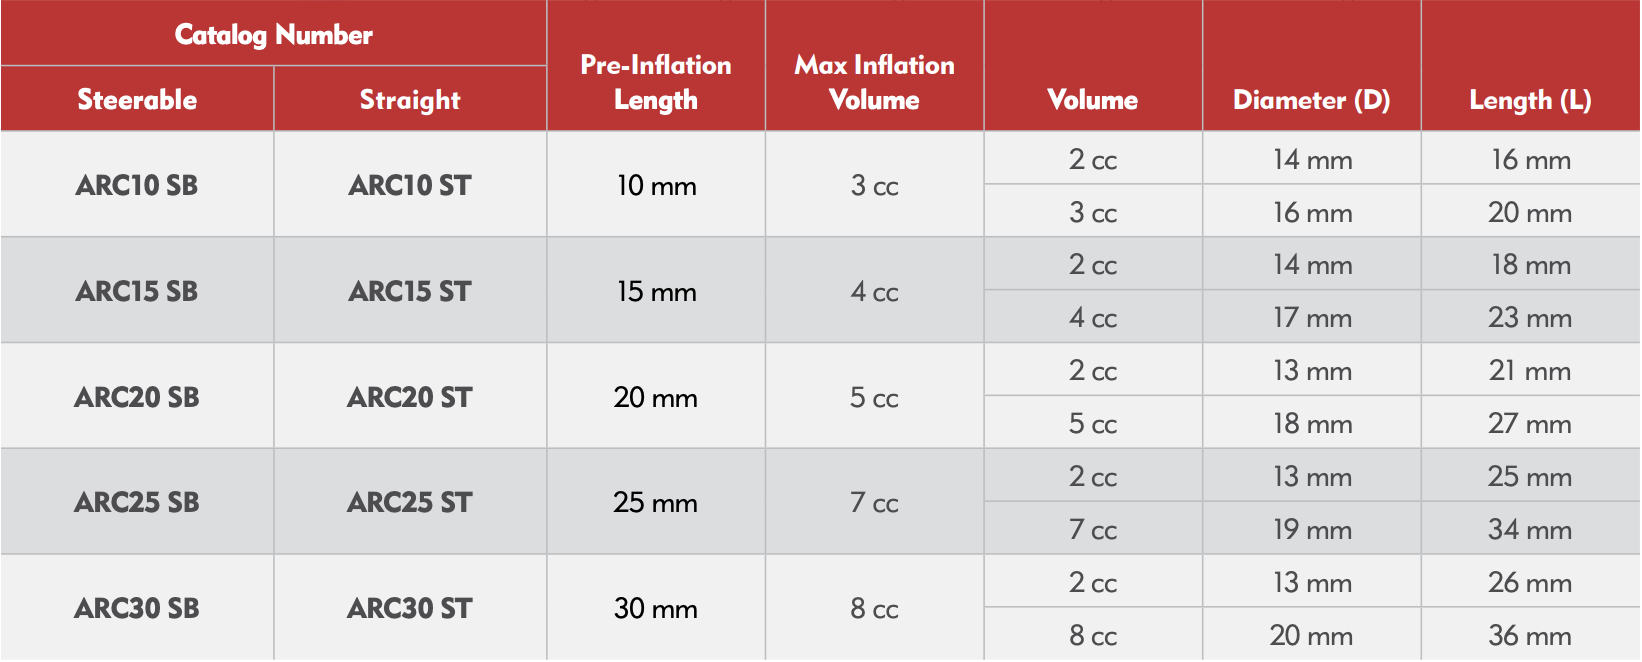 Catalog Number
Steerable Straight Pre-Inflation Length Max Inflation Volume Volume Diameter (D) Length (L)
ARC10 SB ARC10 ST 10 mm 3 cc 2 cc 14 mm 16 mm
3 cc 16 mm 20 mm
ARC15 SB ARC15 ST 15 mm 4 cc 2 cc 14 mm 18 mm
4 cc 17 mm 23 mm
ARC20 SB ARC20 ST 20 mm 5 cc 2 cc 13 mm 21 mm
5 cc 18 mm 27 mm
ARC25 SB ARC25 ST 25 mm 7 cc 2 cc 13 mm 25 mm
7 cc 19 mm 34 mm
ARC30 SB ARC30 ST 30 mm 8 cc 2 cc 13 mm 26 mm
8 cc 20 mm 36 mm